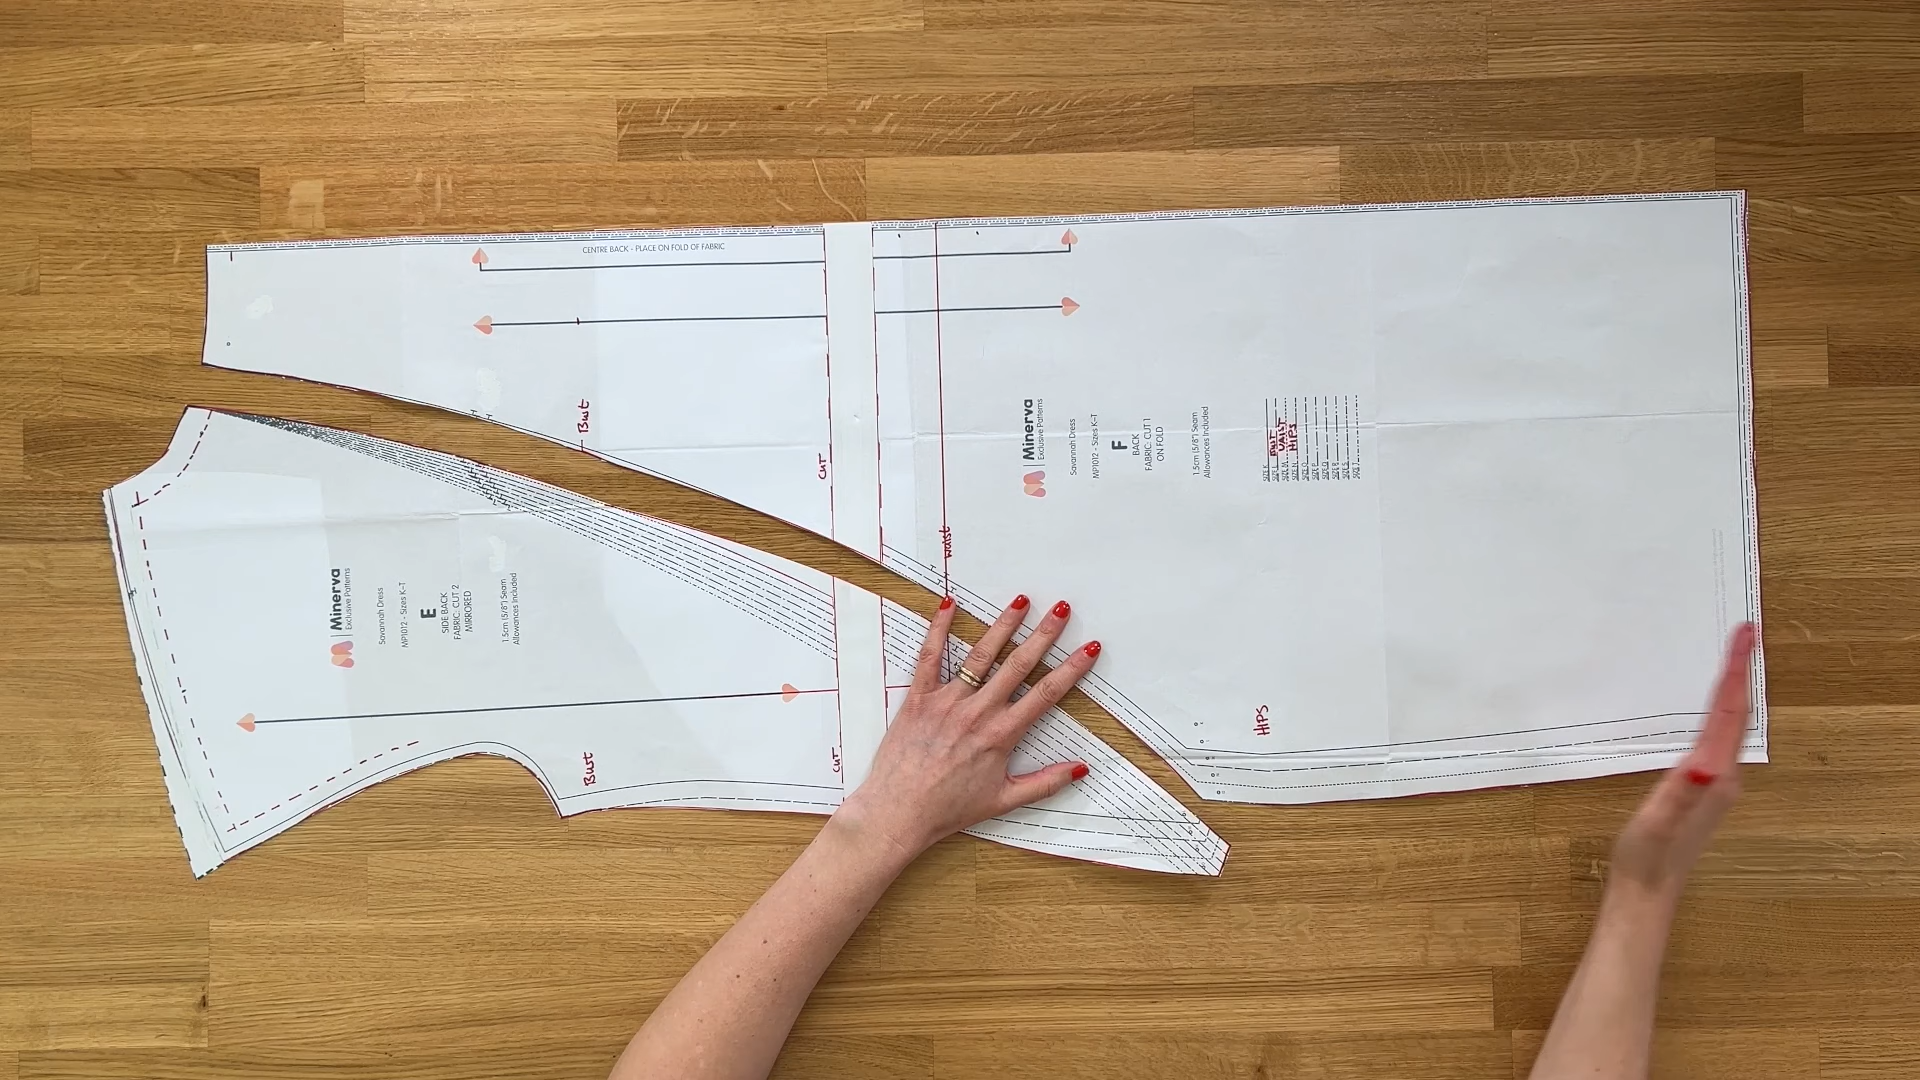 CENTRE BACK - PLACE ON FOLD OF FABRIC
Bust
CUT
waist
Minerva
Exclusive Patterns
Savannah Dress
MP1012 - Sizes K-T
F
BACK
FABRIC: CUT 1
ON FOLD
1.5cm (5/8") Seam
Allowances Included
SIZE K
BUST
WAIST
HIPS
HIPS
Minerva
Exclusive Patterns
Savannah Dress
MP1012 - Sizes K-T
E
SIDE BACK
FABRIC: CUT 2
MIRRORED
1.5cm (5/8") Seam
Allowances Included
Bust
CUT